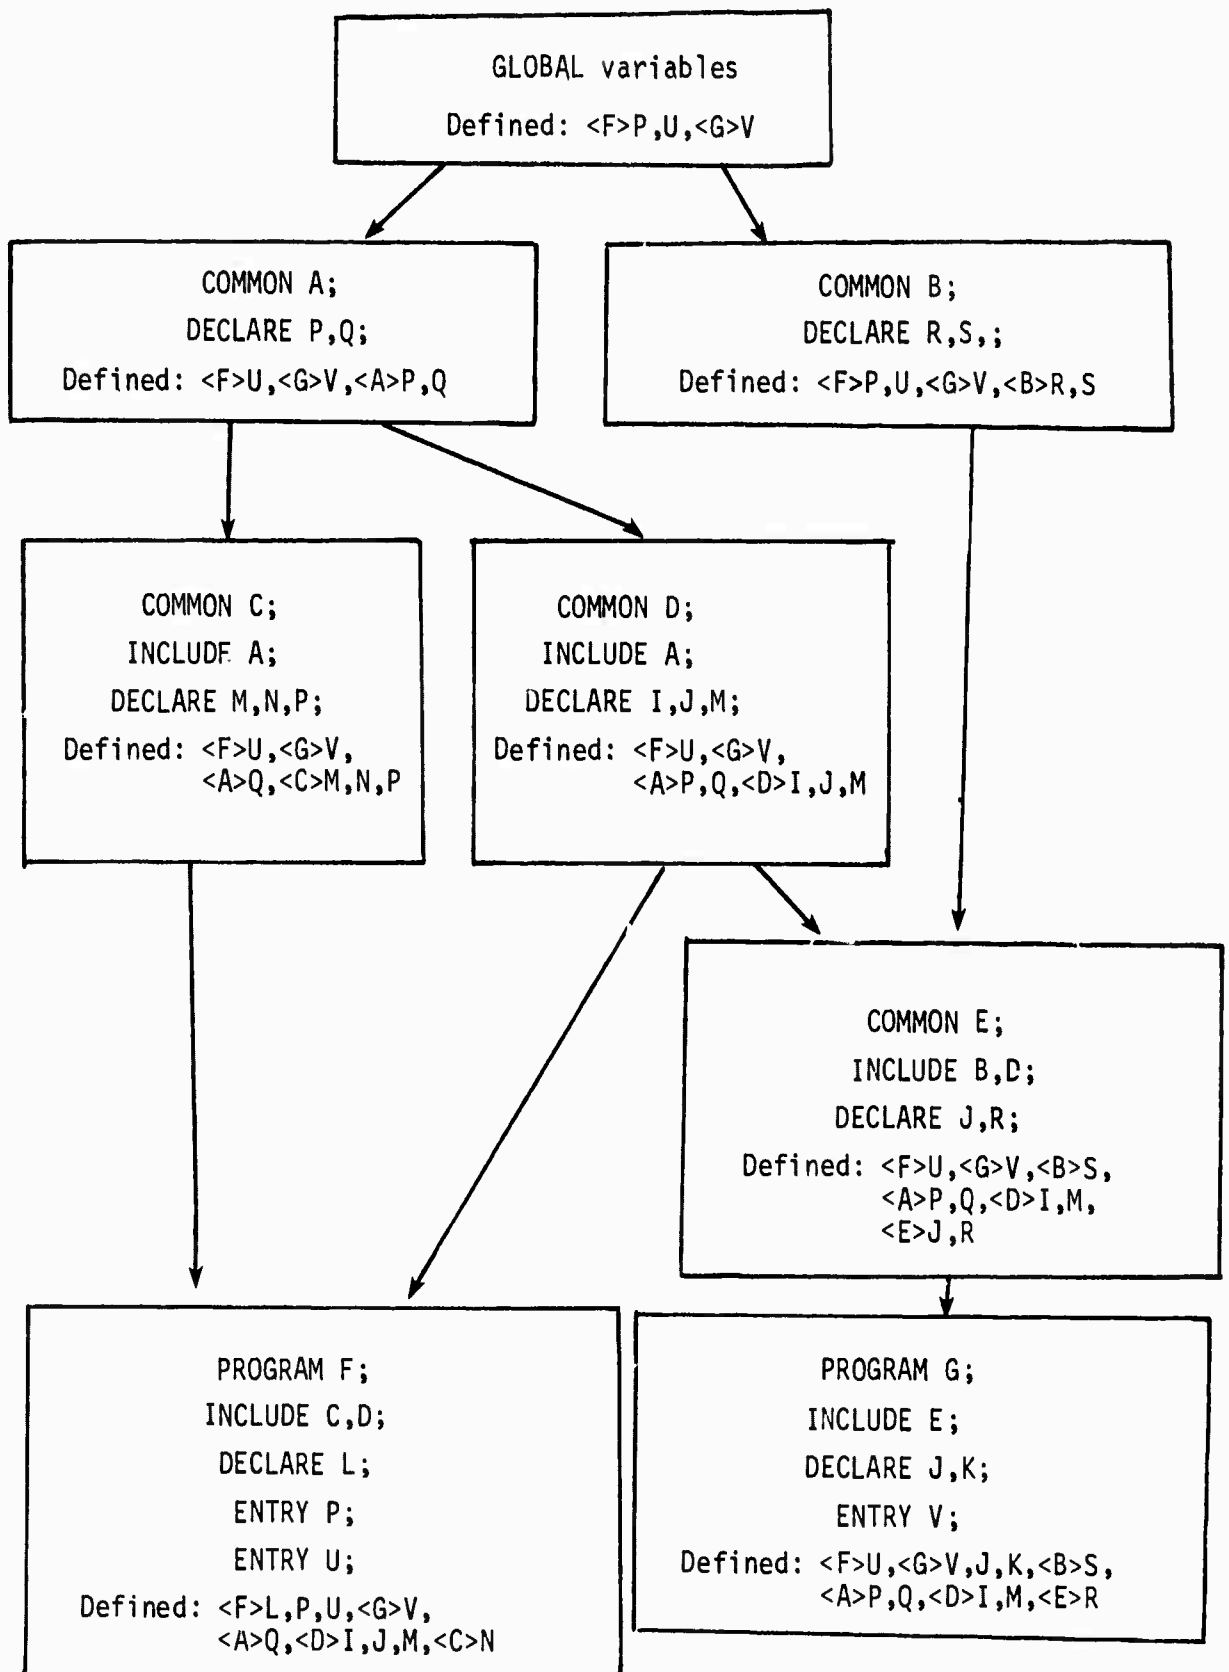 GLOBAL variables
Defined: <F>P,U,<G>V
COMMON A;
DECLARE P,Q;
Defined: <F>U,<G>V,<A>P,Q
COMMON B;
DECLARE R,S,;
Defined: <F>P,U,<G>V,<B>R,S
COMMON C;
INCLUDE A;
DECLARE M,N,P;
Defined: <F>U,<G>V,
<A>Q,<C>M,N,P
COMMON D;
INCLUDE A;
DECLARE I,J,M;
Defined: <F>U,<G>V,
<A>P,Q,<D>I,J,M
COMMON E;
INCLUDE B,D;
DECLARE J,R;
Defined: <F>U,<G>V,<B>S,
<A>P,Q,<D>I,M,
<E>J,R
PROGRAM F;
INCLUDE C,D;
DECLARE L;
ENTRY P;
ENTRY U;
Defined: <F>L,P,U,<G>V,
<A>Q,<D>I,J,M,<C>N
PROGRAM G;
INCLUDE E;
DECLARE J,K;
ENTRY V;
Defined: <F>U,<G>V,J,K,<B>S,
<A>P,Q,<D>I,M,<E>R